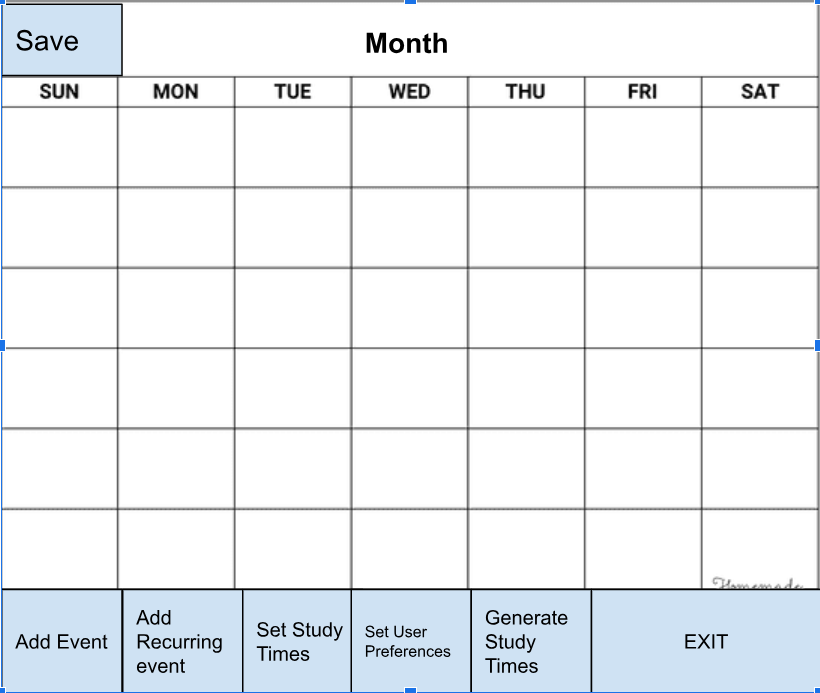 Save
Month
SUN MON TUE WED THU FRI SAT
Homemade
Add Event
Add
Recurring
event
Set Study
Times
Set User
Preferences
Generate
Study
Times
EXIT